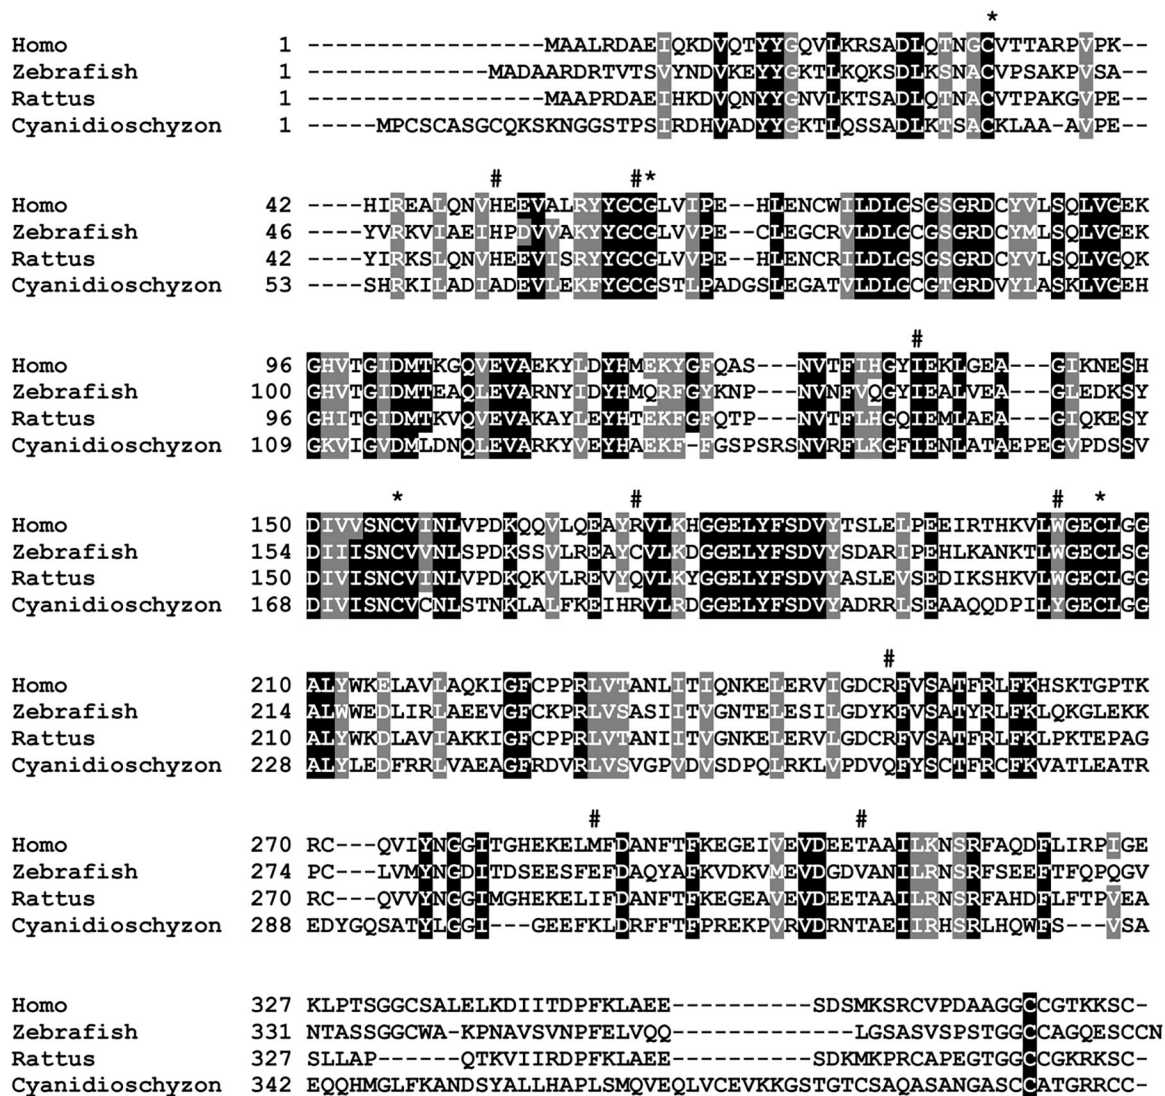 *
Homo 1 -----------------MAALRDAEIQKDVQTYYGQVLKRSADLQTNGCVTTARPVPK--
Zebrafish 1 -------------MADAARDRTVTSVYNDVKEYYGKTLKQKSDLKSNACVPSAKPVSA--
Rattus 1 -----------------MAAPRDAEIHKDVQNYYGNVLKTSADLQTNACVTPAKGVPE--
Cyanidioschyzon 1 -----MPCSCASGCQKSKNGGSTPSIRDHVADYYGKTLQSSADLKTSACKLAA-AVPE--
# #*
Homo 42 ----HIREALQNVHEEVALRYYGCGLVIPE--HLENCWILDLGSGSGRDCYVLSQLVGEK
Zebrafish 46 ----YVRKVIAEIHPDVVAKYYGCGLVVPE--CLEGCRVLDLGCGSGRDCYMLSQLVGEK
Rattus 42 ----YIRKSLQNVHEEVISRYYGCGLVVPE--HLENCRILDLGSGSGRDCYVLSQLVGQK
Cyanidioschyzon 53 ----SHRKILADIADEVLEKFYGCGSTLPADGSLEGATVLDLGCGTGRDVYLASKLVGEH
#
Homo 96 GHVTGIDMTKGQVEVAEKYLDYHMEKYGFQAS---NVTFIHGYIEKLGEA---GIKNESH
Zebrafish 100 GHVTGIDMTEAQLEVARNYIDYHMQRFGYKNP---NVNFVQGYIEALVEA---GLEDKSY
Rattus 96 GHITGIDMTKVQVEVAKAYLEYHTEKFGFQTP---NVTFLHGQIEMLAEA---GIQKESY
Cyanidioschyzon 109 GKVIGVDMLDNQLEVARKYVEYHAEKF-FGSPSRSNVRFLKGFIENLATAEPEGVPDSSV
* # # *
Homo 150 DIVVSNCVINLVPDKQQVLQEAYRVLKHGGELYFSDVYTSLELPEEIRTHKVLWGECLGG
Zebrafish 154 DIIISNCVVNLSPDKSSVLREAYCVLKDGGELYFSDVYSDARIPEHLKANKTLWGECLSG
Rattus 150 DIVISNCVINLVPDKQKVLREVYQVLKYGGELYFSDVYASLEVSEDIKSHKVLWGECLGG
Cyanidioschyzon 168 DIVISNCVCNLSTNKLALFKEIHRVLRDGGELYFSDVYADRRLSEAAQQDPILYGECLGG
#
Homo 210 ALYWKELAVLAQKIGFCPPRLVTANLITIQNKELERVIGDCRFVSATFRLFKHSKTGPTK
Zebrafish 214 ALWWEDLIRLAEEVGFCKPRLVSASIITVGNTELESILGDYKFVSATYRLFKLQKGLEKK
Rattus 210 ALYWKDLAVIAKKIGFCPPRLVTANIITVGNKELERVLGDCRFVSATFRLFKLPKTEPAG
Cyanidioschyzon 228 ALYLEDFRRLVAEAGFRDVRLVSVGPVDVSDPQLRKLVPDVQFYSCTFRCFKVATLEATR
# #
Homo 270 RC---QVIYNGGITGHEKELMFDANFTFKEGEIVEVDEETAAILKNSRFAQDFLIRPIGE
Zebrafish 274 PC---LVMYNGDITDSEESFEFDAQYAFKVDKVMEVDGDVANILRNSRFSEEFTFQPQGV
Rattus 270 RC---QVVYNGGIMGHEKELIFDANFTFKEGEAVEVDEETAAILRNSRFAHDFLFTPVEA
Cyanidioschyzon 288 EDYGQSATYLGGI---GEEFKLDRFFTFPREKPVRVDRNTAEIIRHSRLHQWFS---VSA
Homo 327 KLPTSGGCSALELKDIITDPFKLAEE----------SDSMKSRCVPDAAGGCCGTKKSC-
Zebrafish 331 NTASSGGCWA-KPNAVSVNPFELVQQ-------------LGSASVSPSTGGCCAGQESCCN
Rattus 327 SLLAP------QTKVIIRDPFKLAEE----------SDKMKPRCAPEGTGGCCGKRKSC-
Cyanidioschyzon 342 EQQHMGLFKANDSYALLHAPLSMQVEQLVCEVKKGSTGTCSAQASANGASCCATGRRCC-